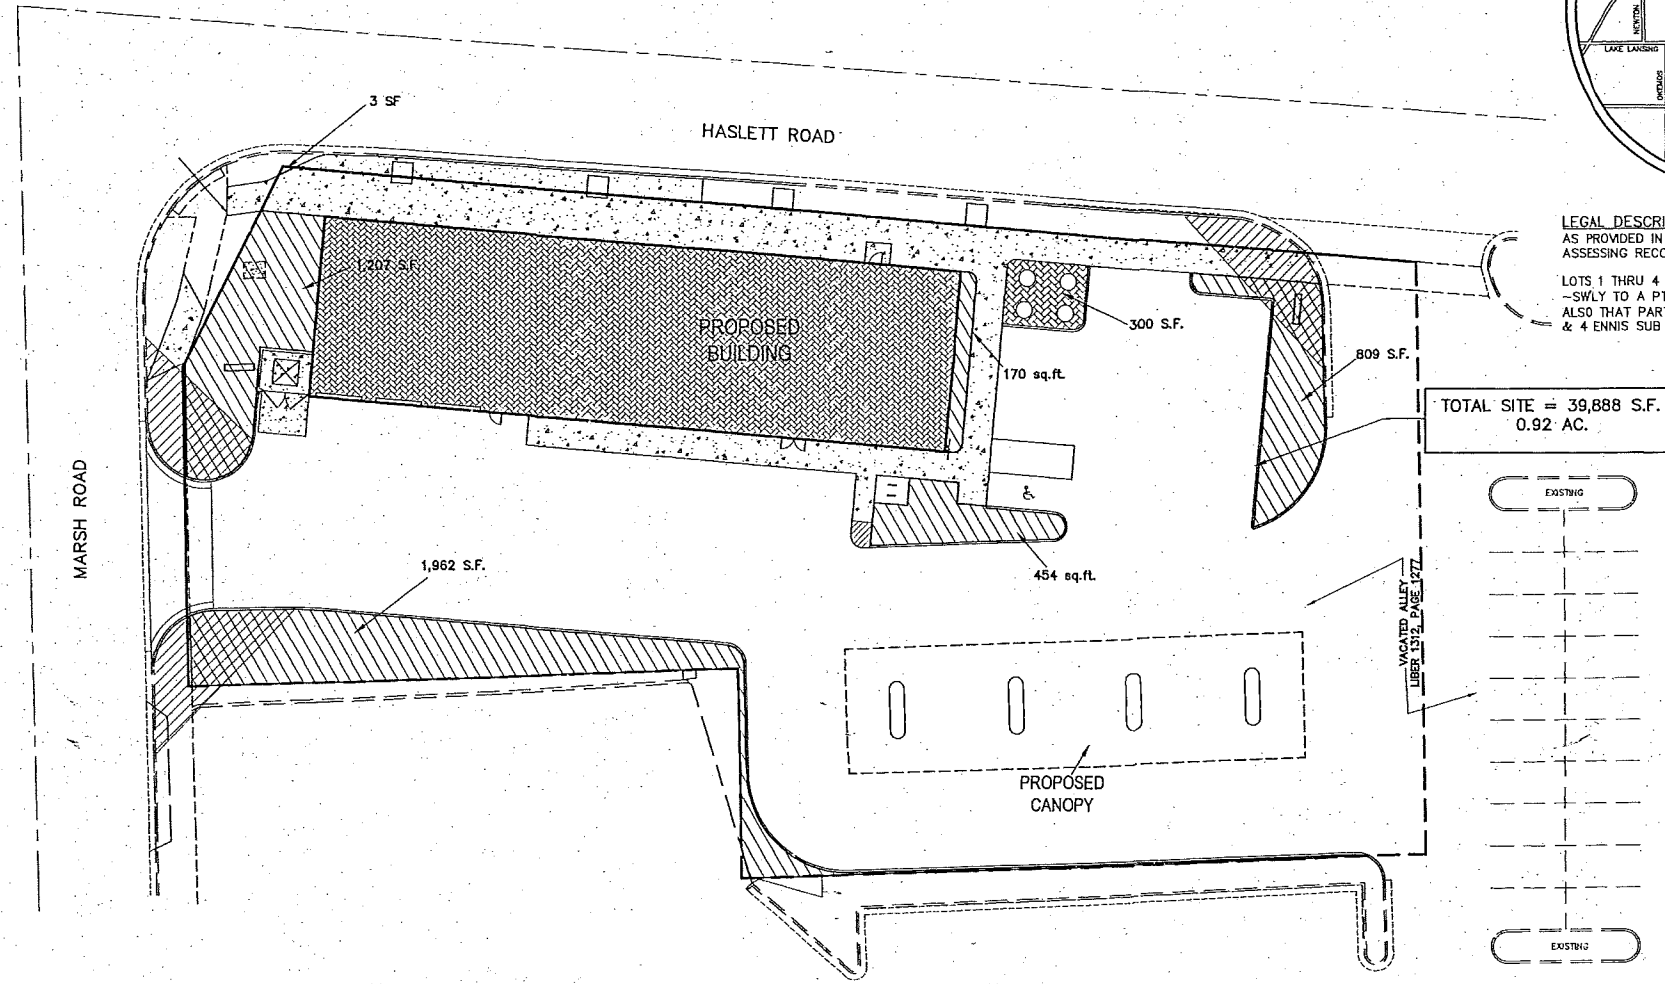 NEWTON
LAKE LANSING
OKEMOS
3 SF
HASLETT ROAD
LEGAL DESCRI
AS PROVIDED IN
ASSESSING RECO
LOTS 1 THRU 4
~SWLY TO A PT
ALSO THAT PAR
& 4 ENNIS SUB
1,207 S.F.
PROPOSED
BUILDING
300 S.F.
170 sq.ft.
809 S.F.
TOTAL SITE = 39,888 S.F.
0.92 AC.
MARSH ROAD
EXISTING
1,962 S.F.
454 sq.ft.
VACATED ALLEY
LIBER 1312, PAGE 1277
PROPOSED
CANOPY
EXISTING